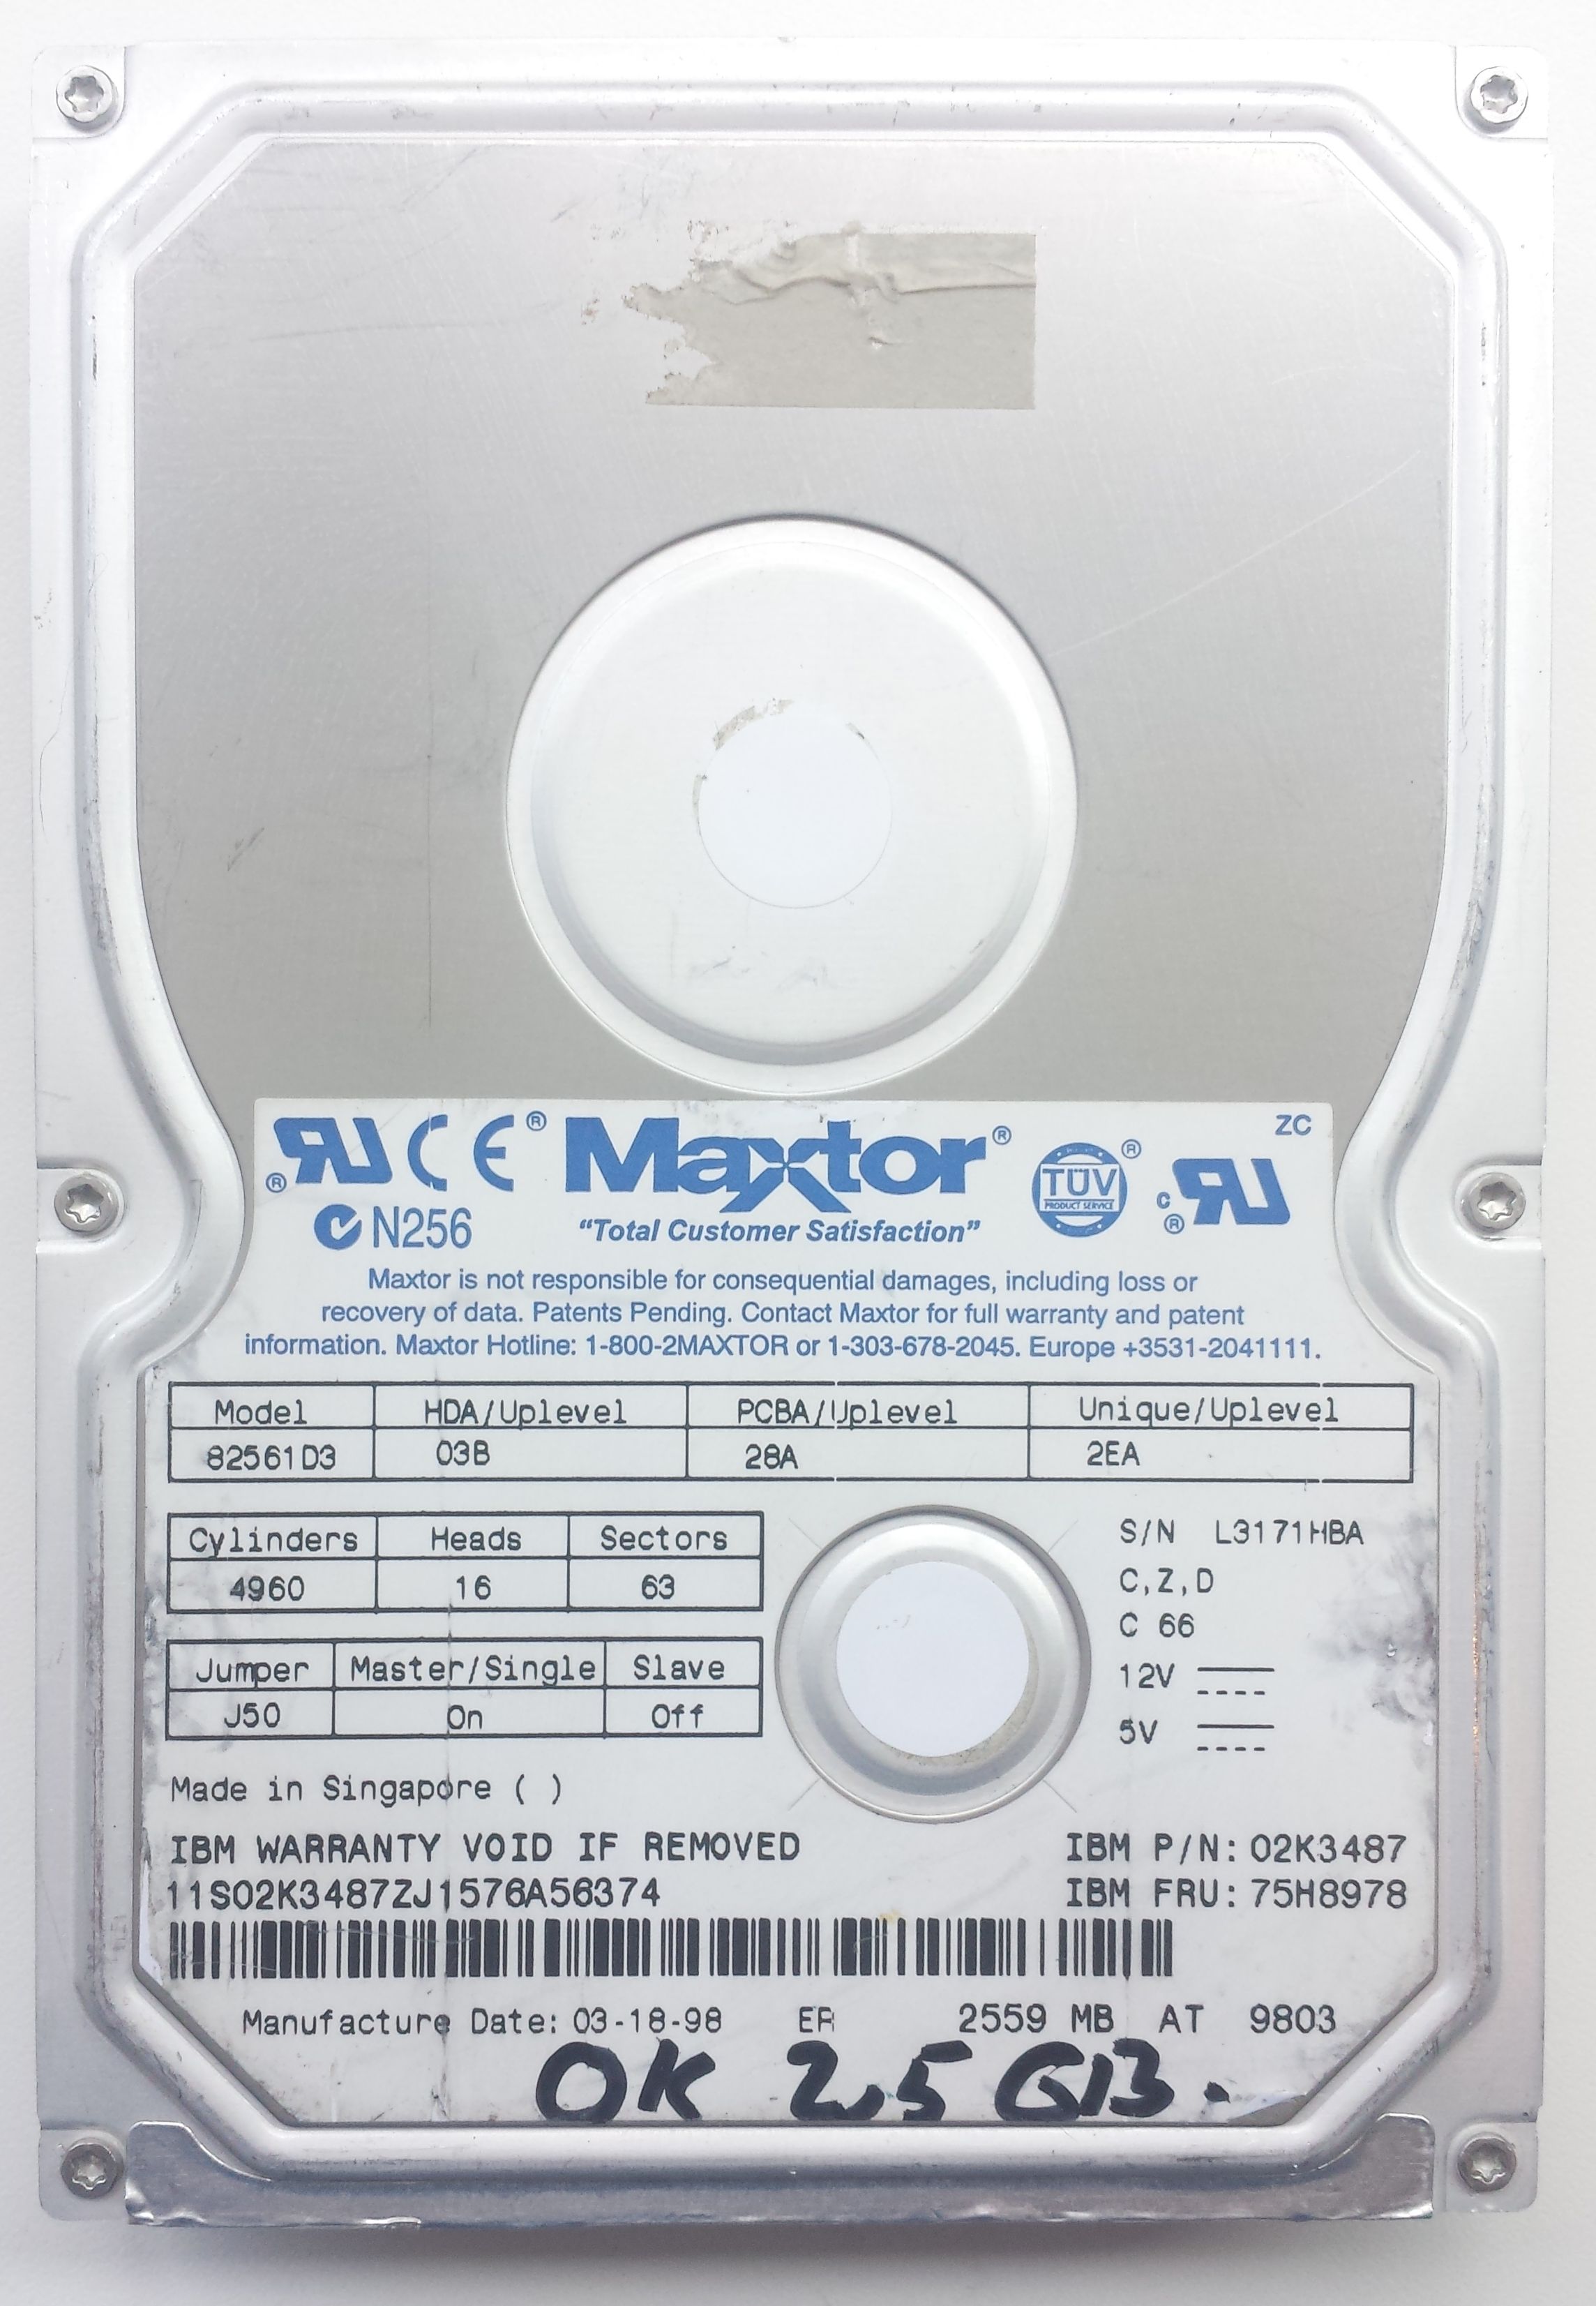 ZC
RU® CE® Maxtor® TÜV PRODUCT SERVICE ® c RU ®
N256 “Total Customer Satisfaction”
Maxtor is not responsible for consequential damages, including loss or
recovery of data. Patents Pending. Contact Maxtor for full warranty and patent
information. Maxtor Hotline: 1-800-2MAXTOR or 1-303-678-2045. Europe +3531-2041111.
Model HDA/Uplevel PCBA/Uplevel Unique/Uplevel
82561D3 03B 28A 2EA
Cylinders Heads Sectors
4960 16 63
Jumper Master/Single Slave
J50 On Off
S/N L3171HBA
C,Z,D
C 66
12V
5V
Made in Singapore ( )
IBM WARRANTY VOID IF REMOVED IBM P/N: 02K3487
11S02K3487ZJ1576A56374 IBM FRU: 75H8978
Manufacture Date: 03-18-98 ER 2559 MB AT 9803
OK 2,5 GB.